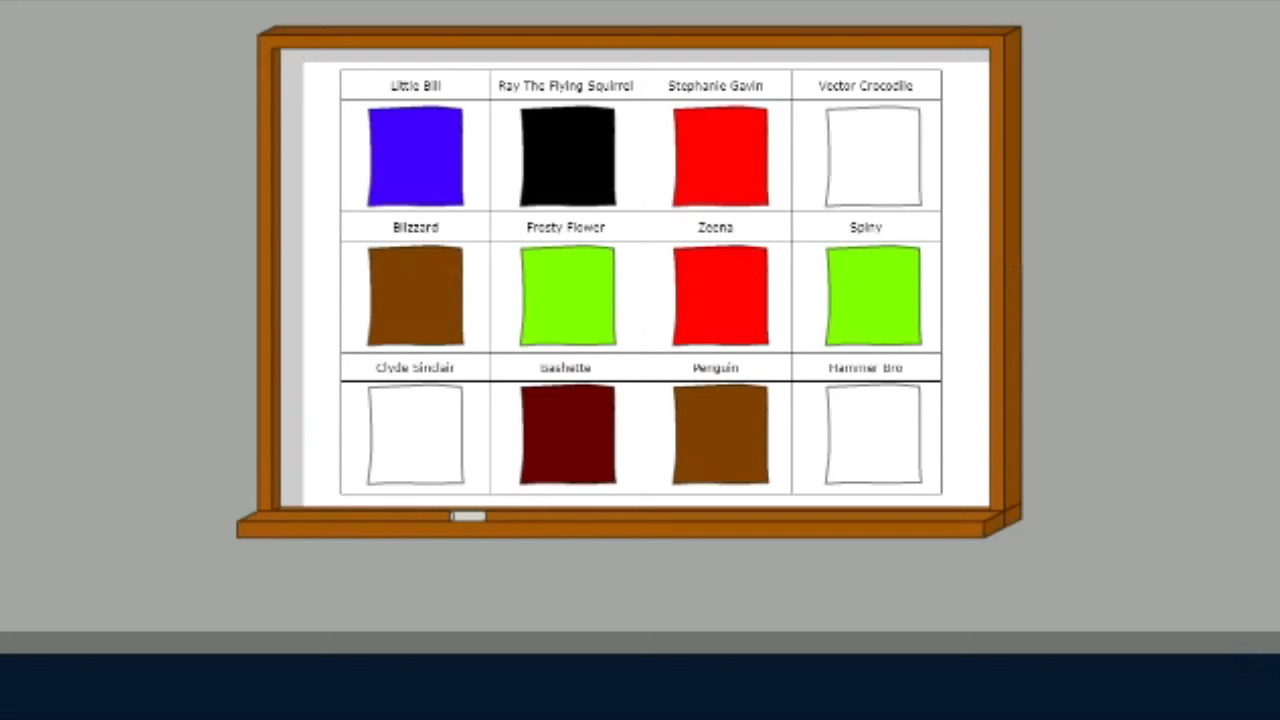 Little Bill Ray The Flying Squirrel Stephanie Gavin Vector Crocodile
Blizzard Frosty Flower Zeena Spiny
Clyde Sinclair Bashette Penguin Hammer Bro